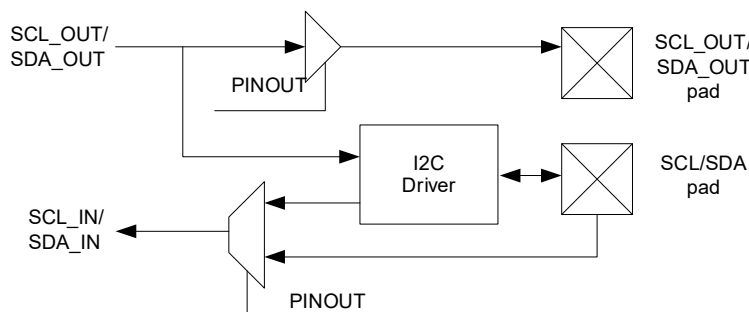 SCL_OUT/
SDA_OUT
SCL_OUT/
SDA_OUT
pad
PINOUT
I2C
Driver
SCL/SDA
pad
SCL_IN/
SDA_IN
PINOUT